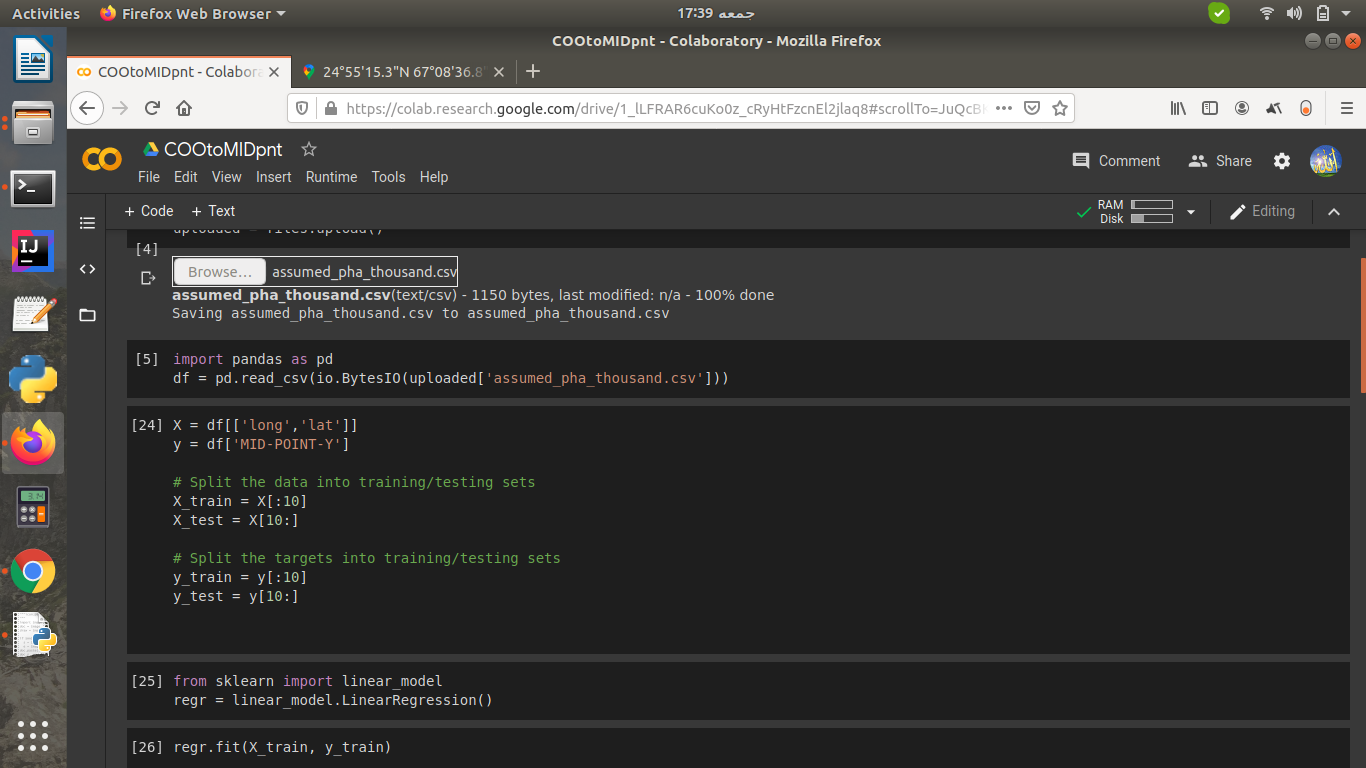 Activities
Firefox Web Browser
17:39 جمعه
COOtoMIDpnt - Colaboratory - Mozilla Firefox
COOtoMIDpnt - Colabora
24°55'15.3"N 67°08'36.8"
https://colab.research.google.com/drive/1_lLFRAR6cuKo0z_cRyHtFzcnEl2jlaq8#scrollTo=JuQcB
CO
COOtoMIDpnt
File Edit View Insert Runtime Tools Help
Comment
Share
+ Code + Text
RAM
Disk
Editing
uploaded = files.upload()
[4]
Browse… assumed_pha_thousand.csv
assumed_pha_thousand.csv(text/csv) - 1150 bytes, last modified: n/a - 100% done
Saving assumed_pha_thousand.csv to assumed_pha_thousand.csv
[5] import pandas as pd
df = pd.read_csv(io.BytesIO(uploaded['assumed_pha_thousand.csv']))
[24] X = df[['long','lat']]
y = df['MID-POINT-Y']
# Split the data into training/testing sets
X_train = X[:10]
X_test = X[10:]
# Split the targets into training/testing sets
y_train = y[:10]
y_test = y[10:]
[25] from sklearn import linear_model
regr = linear_model.LinearRegression()
[26] regr.fit(X_train, y_train)
IJ